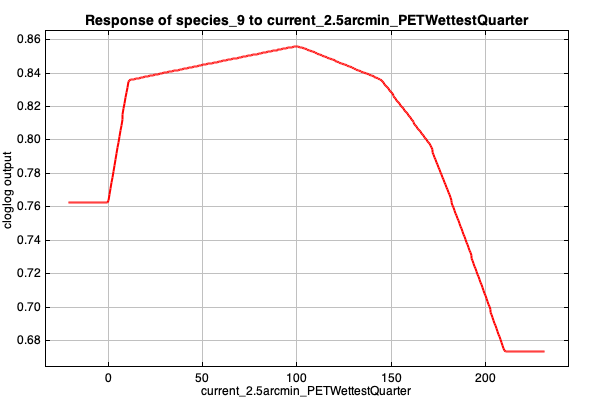 Response of species_9 to current_2.5arcmin_PETWettestQuarter
cloglog output
0.86
0.84
0.82
0.80
0.78
0.76
0.74
0.72
0.70
0.68
0 50 100 150 200
current_2.5arcmin_PETWettestQuarter